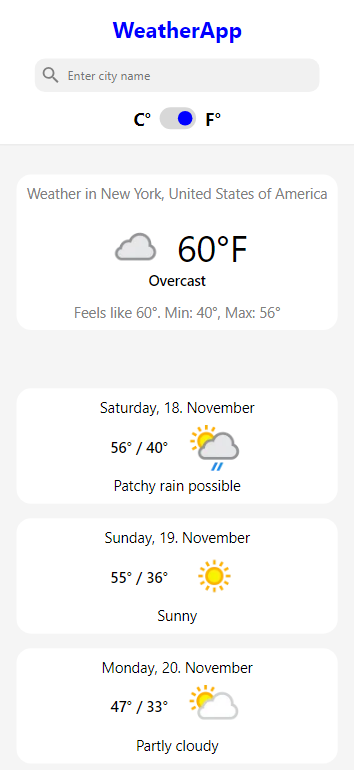 WeatherApp
Enter city name
C° F°
Weather in New York, United States of America
60°F
Overcast
Feels like 60°. Min: 40°, Max: 56°
Saturday, 18. November
56° / 40°
Patchy rain possible
Sunday, 19. November
55° / 36°
Sunny
Monday, 20. November
47° / 33°
Partly cloudy